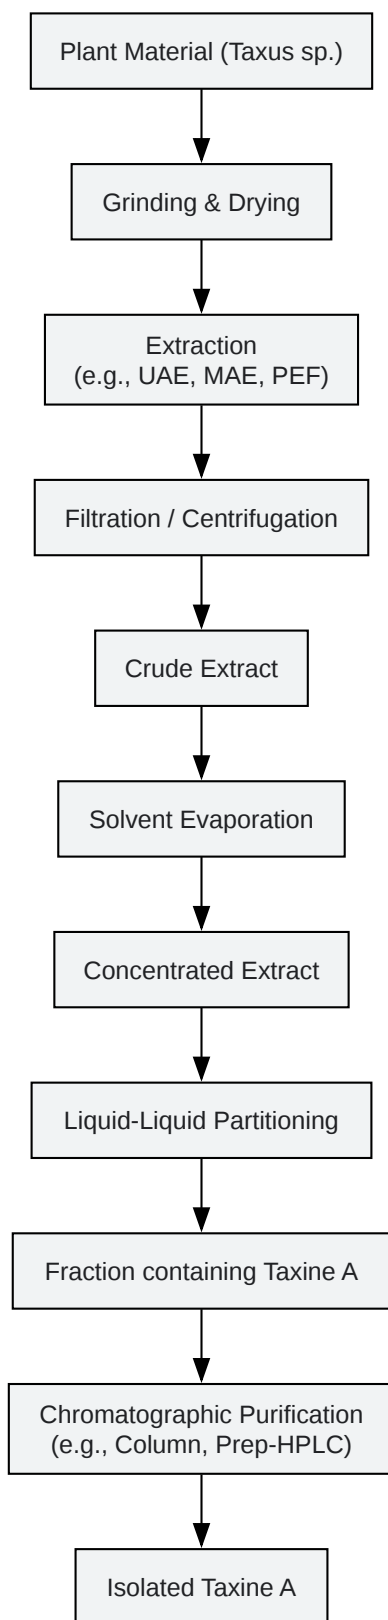 Plant Material (Taxus sp.)
Grinding & Drying
Extraction
(e.g., UAE, MAE, PEF)
Filtration / Centrifugation
Crude Extract
Solvent Evaporation
Concentrated Extract
Liquid-Liquid Partitioning
Fraction containing Taxine A
Chromatographic Purification
(e.g., Column, Prep-HPLC)
Isolated Taxine A